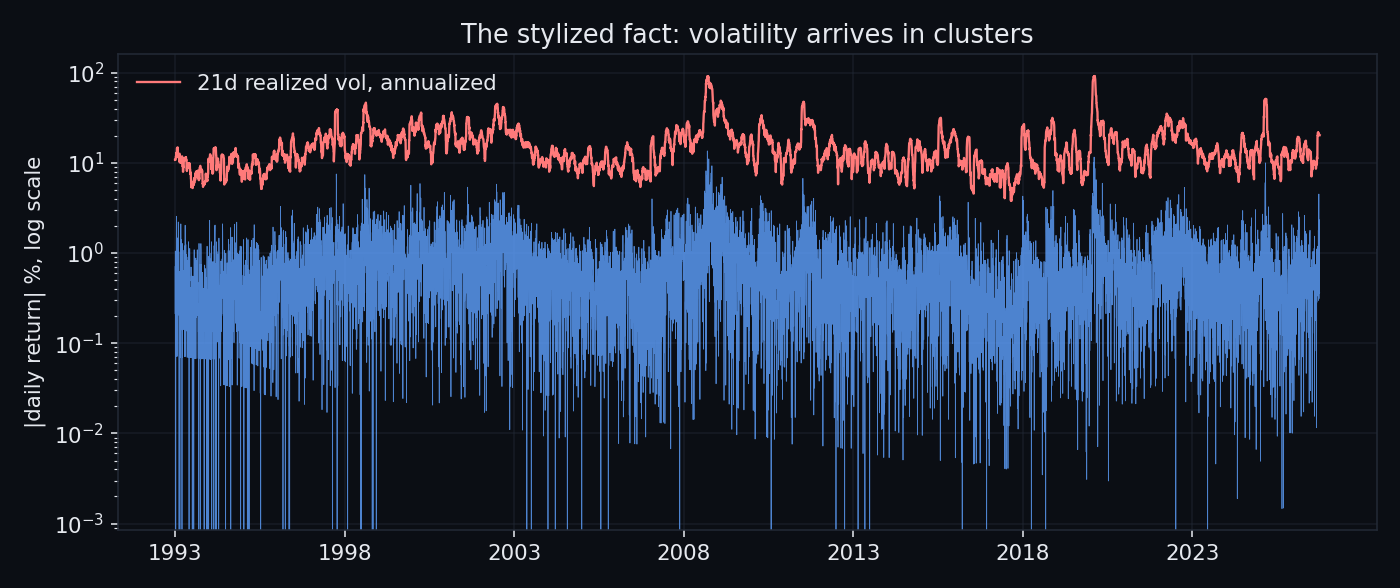 The stylized fact: volatility arrives in clusters
21d realized vol, annualized
|daily return| %, log scale
10²
10¹
10⁰
10⁻¹
10⁻²
10⁻³
1993 1998 2003 2008 2013 2018 2023